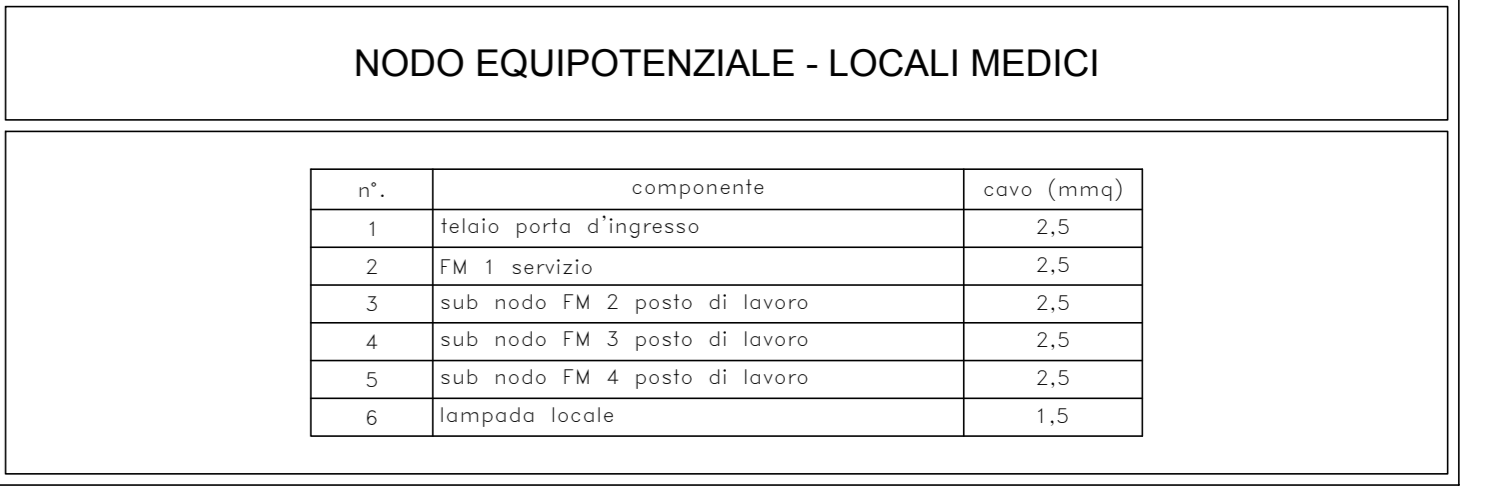 NODO EQUIPOTENZIALE - LOCALI MEDICI
n°. componente cavo (mmq)
1 telaio porta d'ingresso 2,5
2 FM 1 servizio 2,5
3 sub nodo FM 2 posto di lavoro 2,5
4 sub nodo FM 3 posto di lavoro 2,5
5 sub nodo FM 4 posto di lavoro 2,5
6 lampada locale 1,5